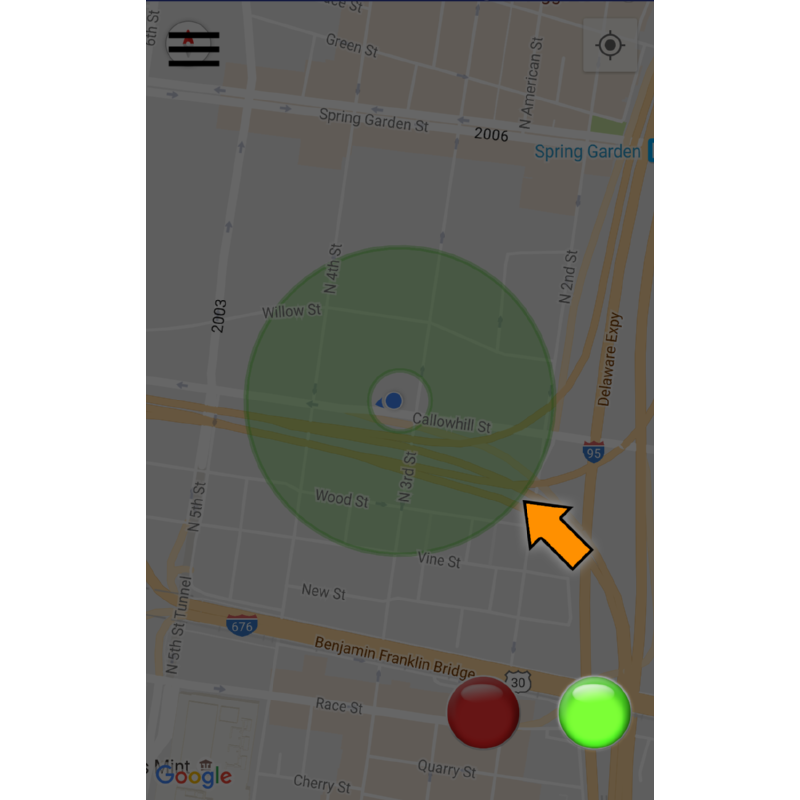 6th St
Green St
N American St
Spring Garden St
2006
Spring Garden
N 4th St
N 2nd St
2003
Willow St
Delaware Expy
Callowhill St
95
N 3rd St
N 5th St
Wood St
Vine St
New St
N 5th St Tunnel
676
Benjamin Franklin Bridge
30
Race St
Mint
Google
Quarry St
Cherry St